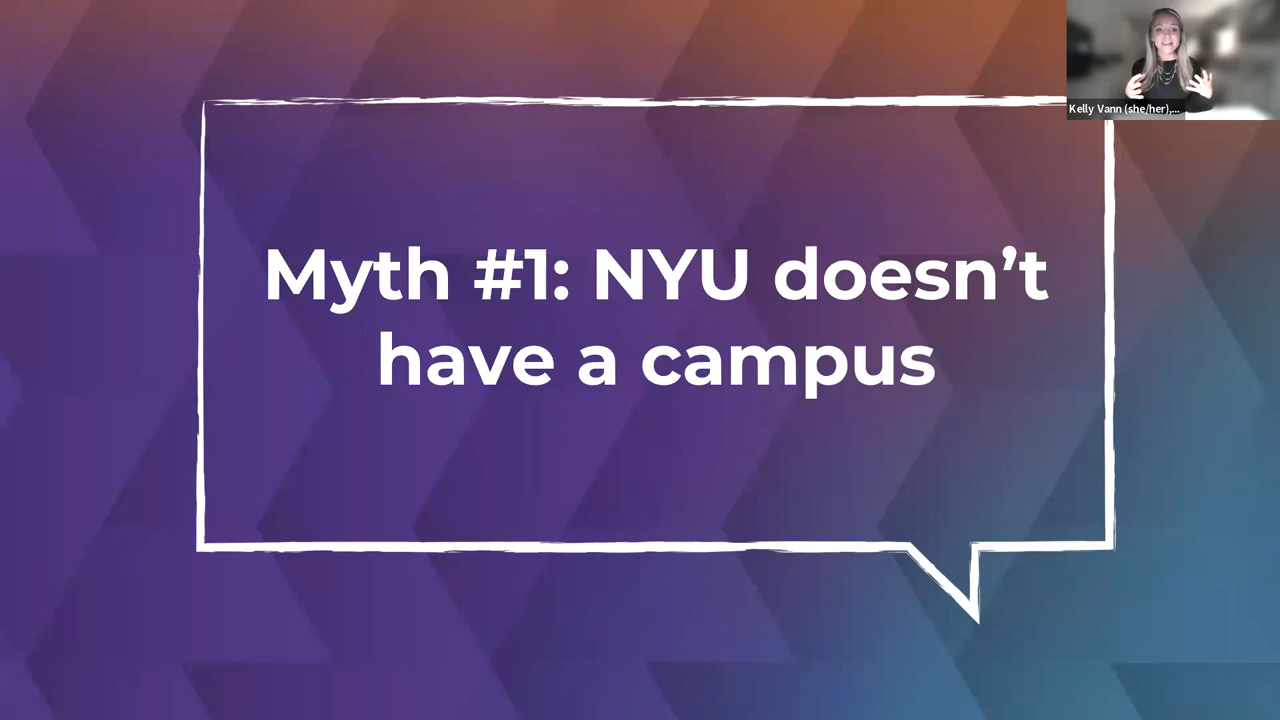 Kelly Vann (she/her),...
Myth #1: NYU doesn’t
have a campus